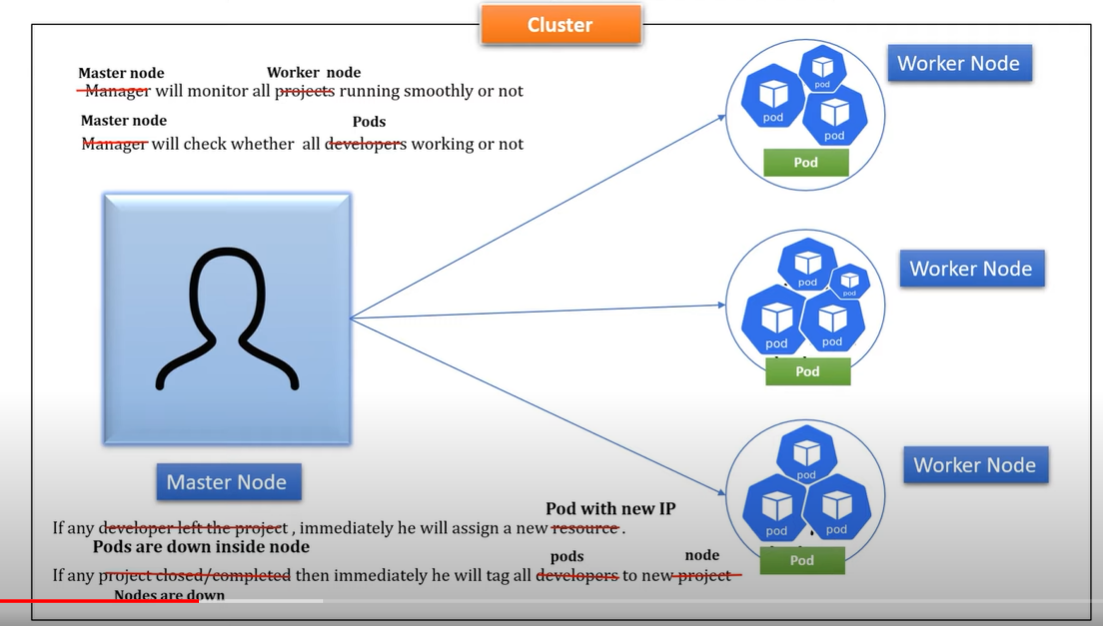 Cluster
Master node Worker node
Manager will monitor all projects running smoothly or not
Master node Pods
Manager will check whether all developers working or not
Master Node
Worker Node
pod
pod
pod
Pod
Worker Node
pod
pod
pod
pod
Pod
Worker Node
pod
pod
pod
Pod
Pod with new IP
If any developer left the project , immediately he will assign a new resource .
Pods are down inside node
pods node
If any project closed/completed then immediately he will tag all developers to new project
Nodes are down